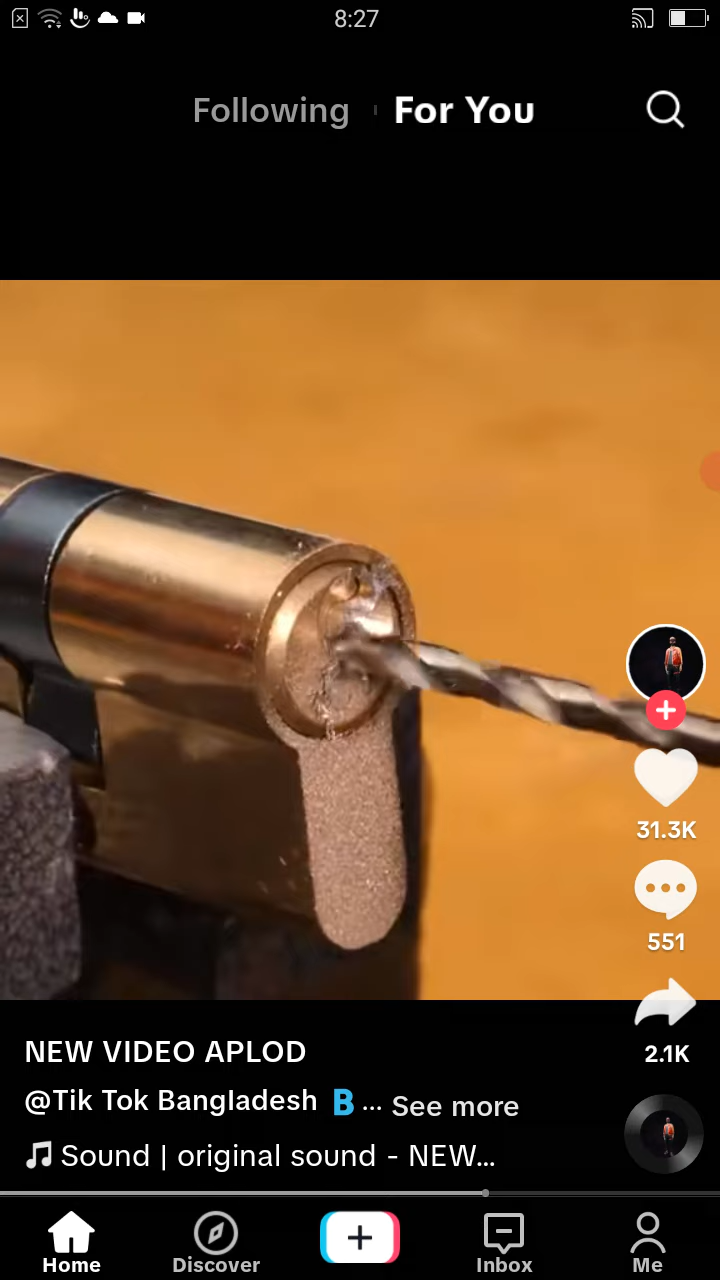 8:27
Following
For You
31.3K
551
2.1K
NEW VIDEO APLOD
@Tik Tok Bangladesh B... See more
Sound | original sound - NEW...
Home
Discover
Inbox
Me